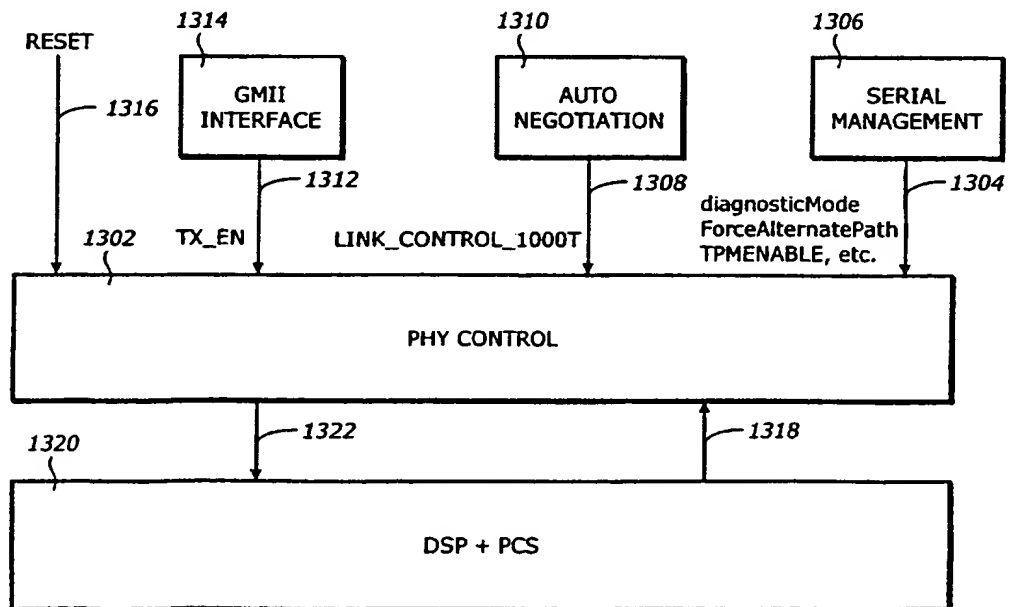 1314
1310
1306
RESET
GMII
INTERFACE
AUTO
NEGOTIATION
SERIAL
MANAGEMENT
1316
1312
1308
1304
1302
TX_EN
LINK_CONTROL_1000T
diagnosticMode
ForceAlternatePath
TPMENABLE, etc.
PHY CONTROL
1320
1322
1318
DSP + PCS